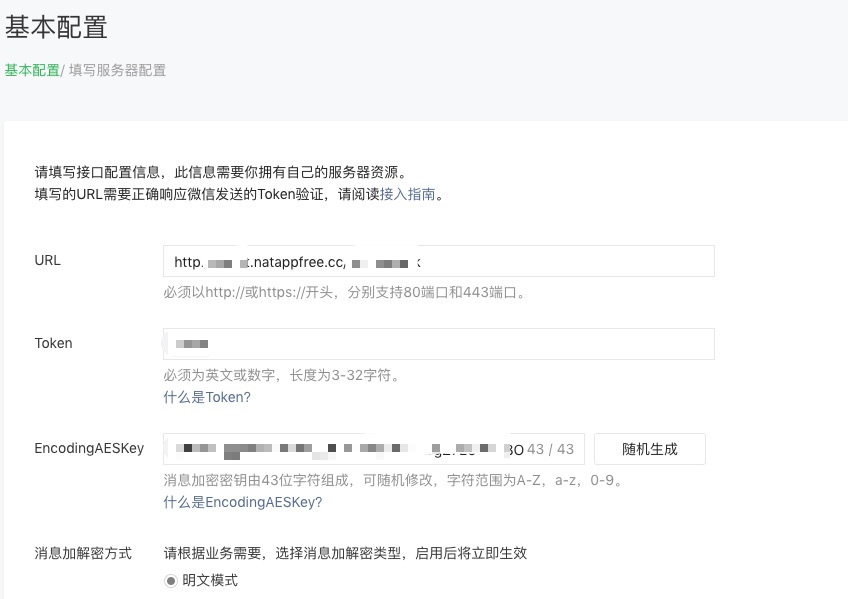 基本配置
基本配置/ 填写服务器配置
请填写接口配置信息，此信息需要你拥有自己的服务器资源。
填写的URL需要正确响应微信发送的Token验证，请阅读接入指南。
URL
http. .natappfree.cc/ k
必须以http://或https://开头，分别支持80端口和443端口。
Token
必须为英文或数字，长度为3-32字符。
什么是Token?
EncodingAESKey
43 / 43
随机生成
消息加密密钥由43位字符组成，可随机修改，字符范围为A-Z，a-z，0-9。
什么是EncodingAESKey?
消息加解密方式
请根据业务需要，选择消息加解密类型，启用后将立即生效
明文模式